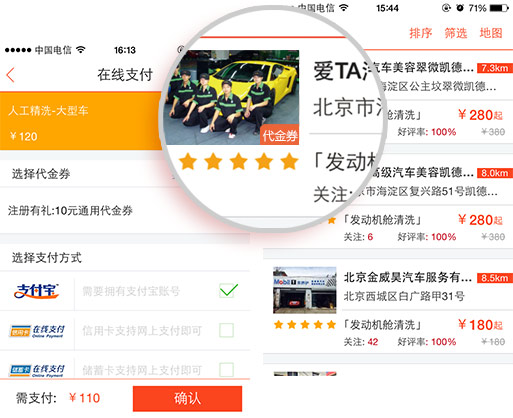 中国电信
16:13
在线支付
人工精洗-大型车
￥120
选择代金券
注册有礼:10元通用代金券
选择支付方式
支付宝
需要拥有支付宝账号
信用卡
在线支付
Online Payment
信用卡支持网上支付即可
储蓄卡
在线支付
Online Payment
储蓄卡支持网上支付即可
需支付: ￥110
确认
代金券
爱TA
北京市
「发动机
关注:
中国电信
15:44
71%
排序 筛选 地图
汽车美容翠微凯德...
7.3km
海淀区公主坟翠微凯德...
舱清洗」
￥280起
好评率: 100%
￥380
高级汽车美容凯德...
8.0km
京市海淀区复兴路51号凯德...
「发动机舱清洗」
￥280起
关注: 6
好评率: 100%
￥380
Mobil 1
北京金威昊汽车服务有...
8.5km
北京西城区白广路甲31号
「发动机舱清洗」
￥180起
关注: 42
好评率: 100%
￥180